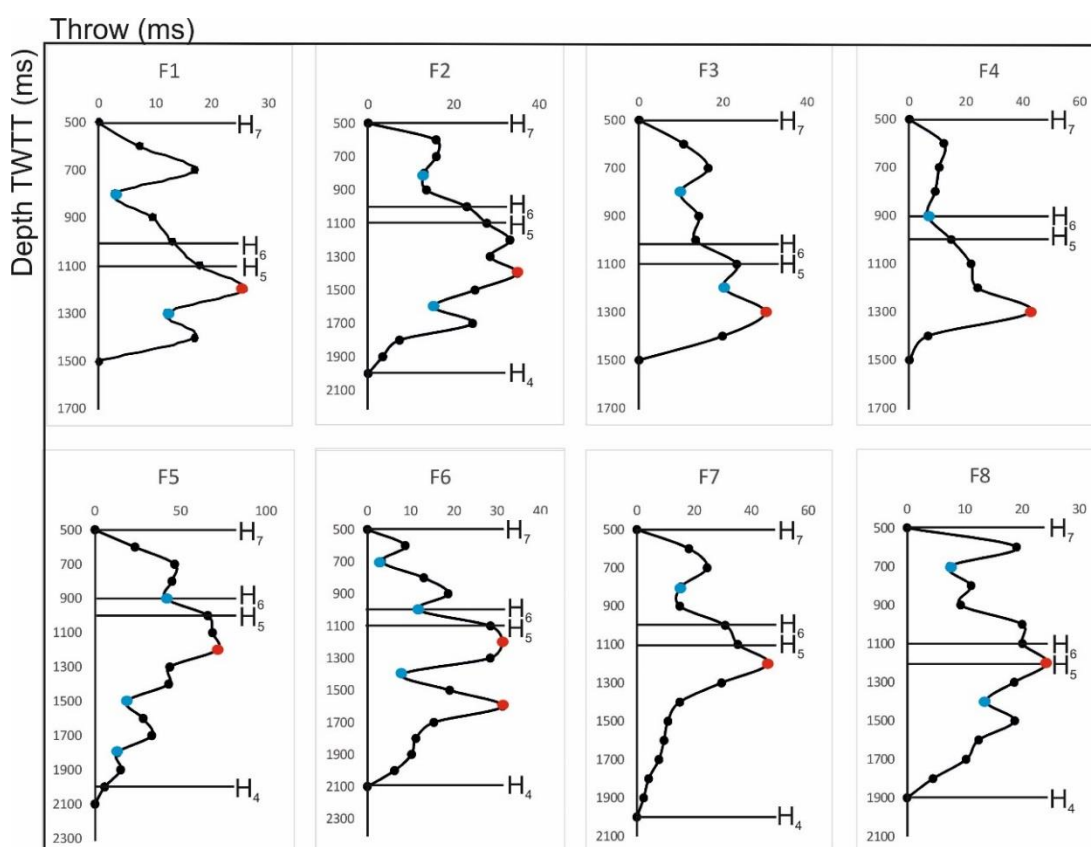 Throw (ms)
Depth TWTT (ms)
F1
0 10 20 30
500
700
900
1100
1300
1500
1700
H7
H6
H5
F2
0 20 40
500
700
900
1100
1300
1500
1700
1900
2100
H7
H6
H5
H4
F3
0 20 40
500
700
900
1100
1300
1500
1700
H7
H6
H5
F4
0 20 40 60
500
700
900
1100
1300
1500
1700
H7
H6
H5
F5
0 50 100
500
700
900
1100
1300
1500
1700
1900
2100
2300
H7
H6
H5
H4
F6
0 10 20 30 40
500
700
900
1100
1300
1500
1700
1900
2100
2300
H7
H6
H5
H4
F7
0 20 40 60
500
700
900
1100
1300
1500
1700
1900
2100
H7
H6
H5
H4
F8
0 10 20 30
500
700
900
1100
1300
1500
1700
1900
2100
H7
H6
H5
H4